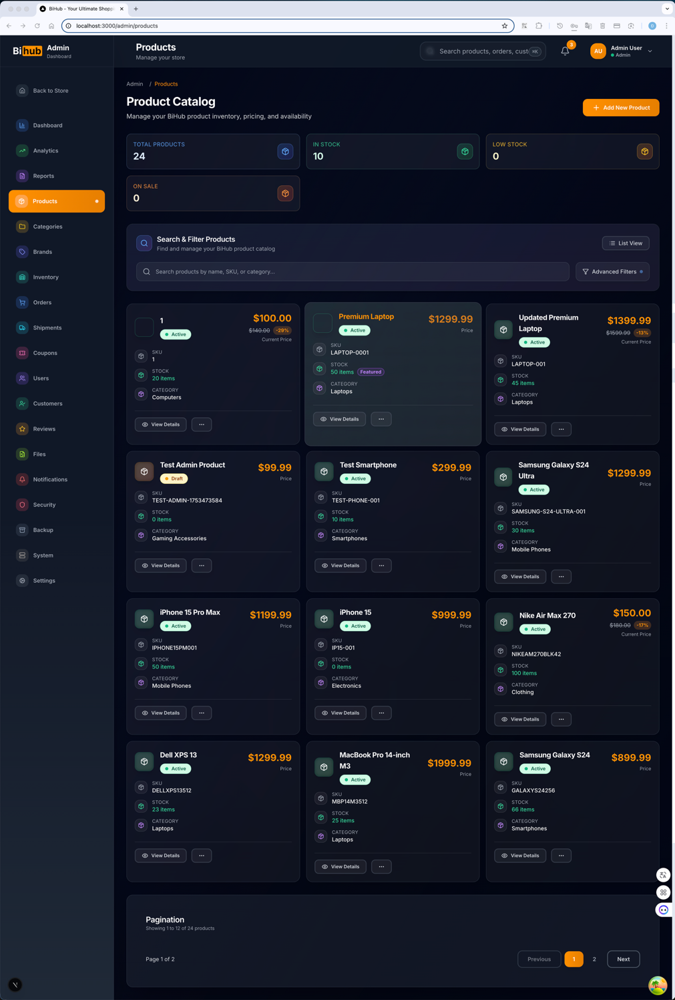 BiHub - Your Ultimate Shoppi
localhost:3000/admin/products
Bihub
Admin
Dashboard
Products
Manage your store
Search products, orders, cust
⌘K
3
AU
Admin User
Admin
Back to Store
Dashboard
Analytics
Reports
Products
Categories
Brands
Inventory
Orders
Shipments
Coupons
Users
Customers
Reviews
Files
Notifications
Security
Backup
System
Settings
Admin / Products
Product Catalog
Manage your BiHub product inventory, pricing, and availability
Add New Product
TOTAL PRODUCTS
24
IN STOCK
10
LOW STOCK
0
ON SALE
0
Search & Filter Products
Find and manage your BiHub product catalog
List View
Search products by name, SKU, or category...
Advanced Filters
1
Active
$100.00
$140.00 -29%
Current Price
SKU
1
STOCK
20 items
CATEGORY
Computers
View Details
Premium Laptop
Active
$1299.99
Price
SKU
LAPTOP-0001
STOCK
50 items Featured
CATEGORY
Laptops
View Details
Updated Premium
Laptop
Active
$1399.99
$1599.99 -13%
Current Price
SKU
LAPTOP-001
STOCK
45 items
CATEGORY
Laptops
View Details
Test Admin Product
Draft
$99.99
Price
SKU
TEST-ADMIN-1753473584
STOCK
0 items
CATEGORY
Gaming Accessories
View Details
Test Smartphone
Active
$299.99
Price
SKU
TEST-PHONE-001
STOCK
10 items
CATEGORY
Smartphones
View Details
Samsung Galaxy S24
Ultra
Active
$1299.99
Price
SKU
SAMSUNG-S24-ULTRA-001
STOCK
30 items
CATEGORY
Mobile Phones
View Details
iPhone 15 Pro Max
Active
$1199.99
Price
SKU
IPHONE15PM001
STOCK
50 items
CATEGORY
Mobile Phones
View Details
iPhone 15
Active
$999.99
Price
SKU
IP15-001
STOCK
0 items
CATEGORY
Electronics
View Details
Nike Air Max 270
Active
$150.00
$180.00 -17%
Current Price
SKU
NIKEAM270BLK42
STOCK
100 items
CATEGORY
Clothing
View Details
Dell XPS 13
Active
$1299.99
Price
SKU
DELLXPS13512
STOCK
23 items
CATEGORY
Laptops
View Details
MacBook Pro 14-inch
M3
Active
$1999.99
Price
SKU
MBP14M3512
STOCK
25 items
CATEGORY
Laptops
View Details
Samsung Galaxy S24
Active
$899.99
Price
SKU
GALAXYS24256
STOCK
66 items
CATEGORY
Smartphones
View Details
Pagination
Showing 1 to 12 of 24 products
Page 1 of 2
Previous
1
2
Next